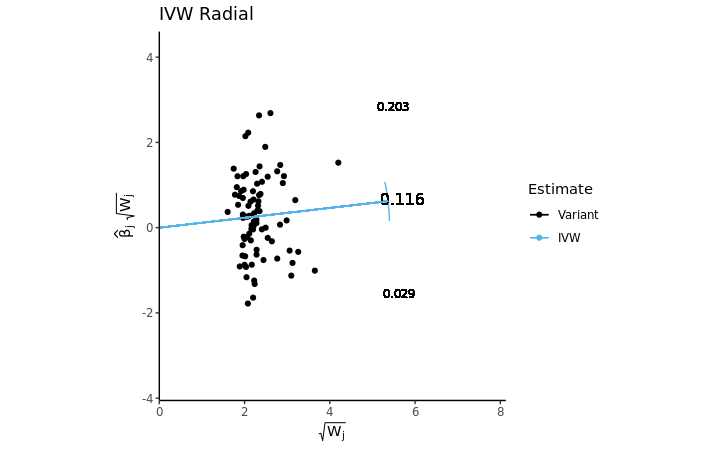 IVW Radial
4
2
0
-2
-4
0 2 4 6 8
β̂j √Wj
√Wj
0.203
0.116
0.029
Estimate
Variant
IVW